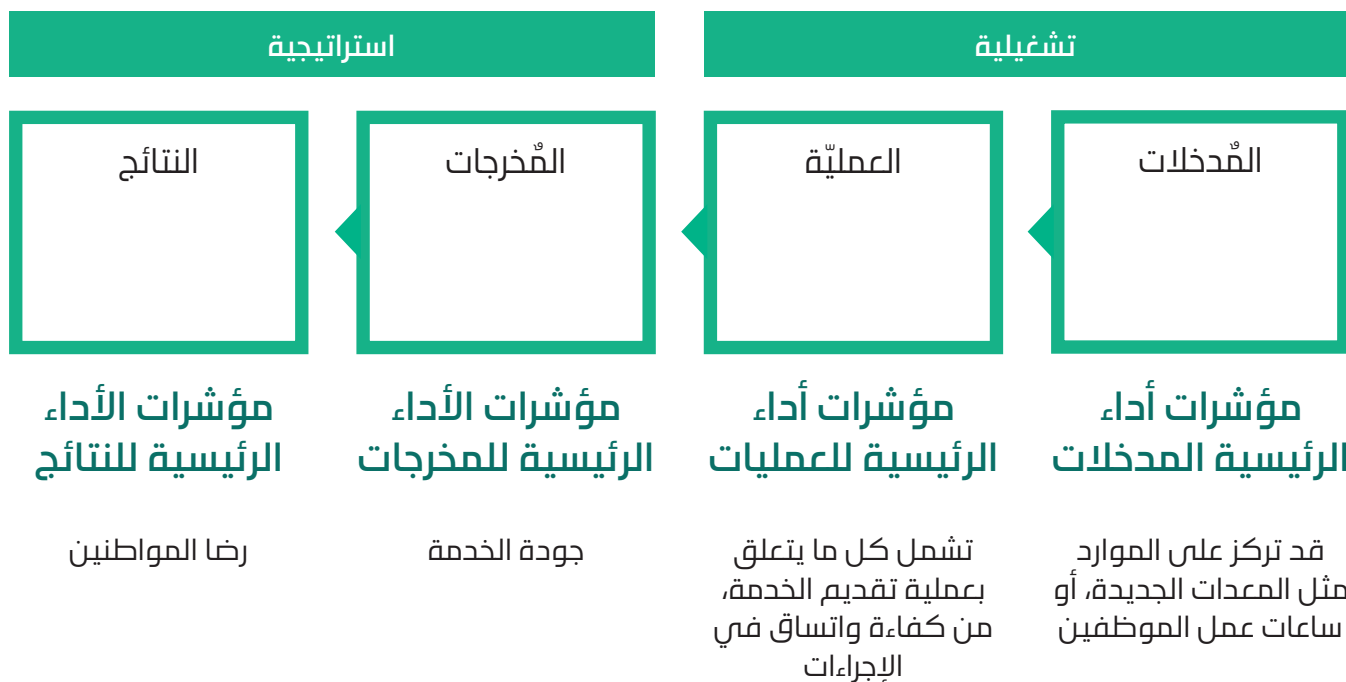 تشغيلية
استراتيجية
المُدخلات
العمليّة
المُخرجات
النتائج
مؤشرات أداء
الرئيسية المدخلات
مؤشرات أداء
الرئيسية للعمليات
مؤشرات الأداء
الرئيسية للمخرجات
مؤشرات الأداء
الرئيسية للنتائج
قد تركز على الموارد
مثل المعدات الجديدة، أو
ساعات عمل الموظفين
تشمل كل ما يتعلق
بعملية تقديم الخدمة،
من كفاءة واتساق في
الإجراءات
جودة الخدمة
رضا المواطنين